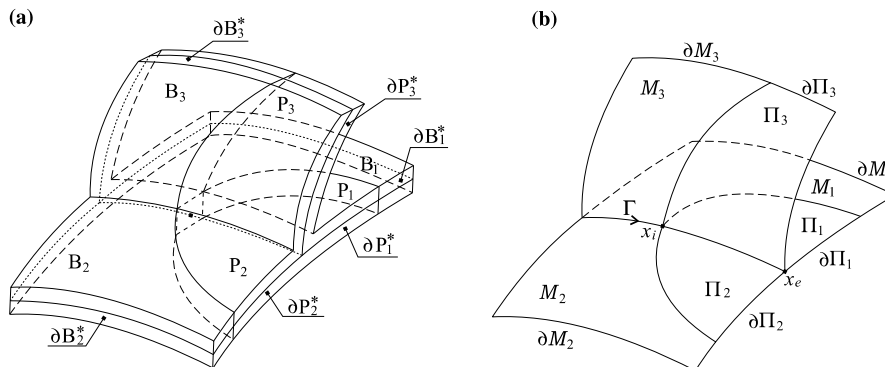 (a)
∂B₃*
B₃
P₃
∂P₃*
∂B₁*
B₁
P₁
∂P₁*
B₂
P₂
∂P₂*
∂B₂*
(b)
∂M₃
M₃
∂Π₃
Π₃
∂M
M₁
Γ
xᵢ
Π₁
∂Π₁
xₑ
M₂
Π₂
∂Π₂
∂M₂